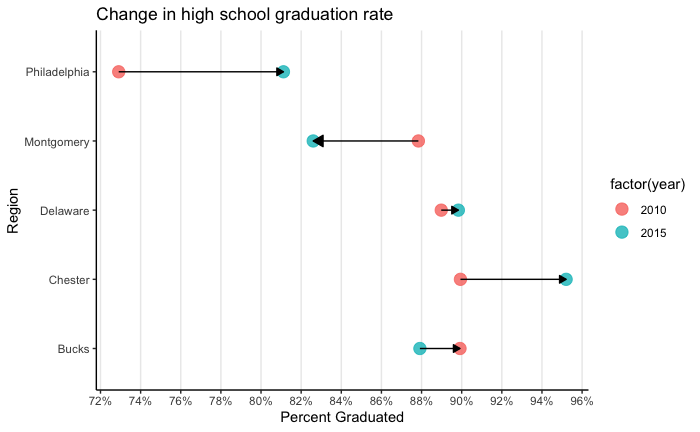 Change in high school graduation rate
Philadelphia
Montgomery
Delaware
Chester
Bucks
Region
72% 74% 76% 78% 80% 82% 84% 86% 88% 90% 92% 94% 96%
Percent Graduated
factor(year)
2010
2015